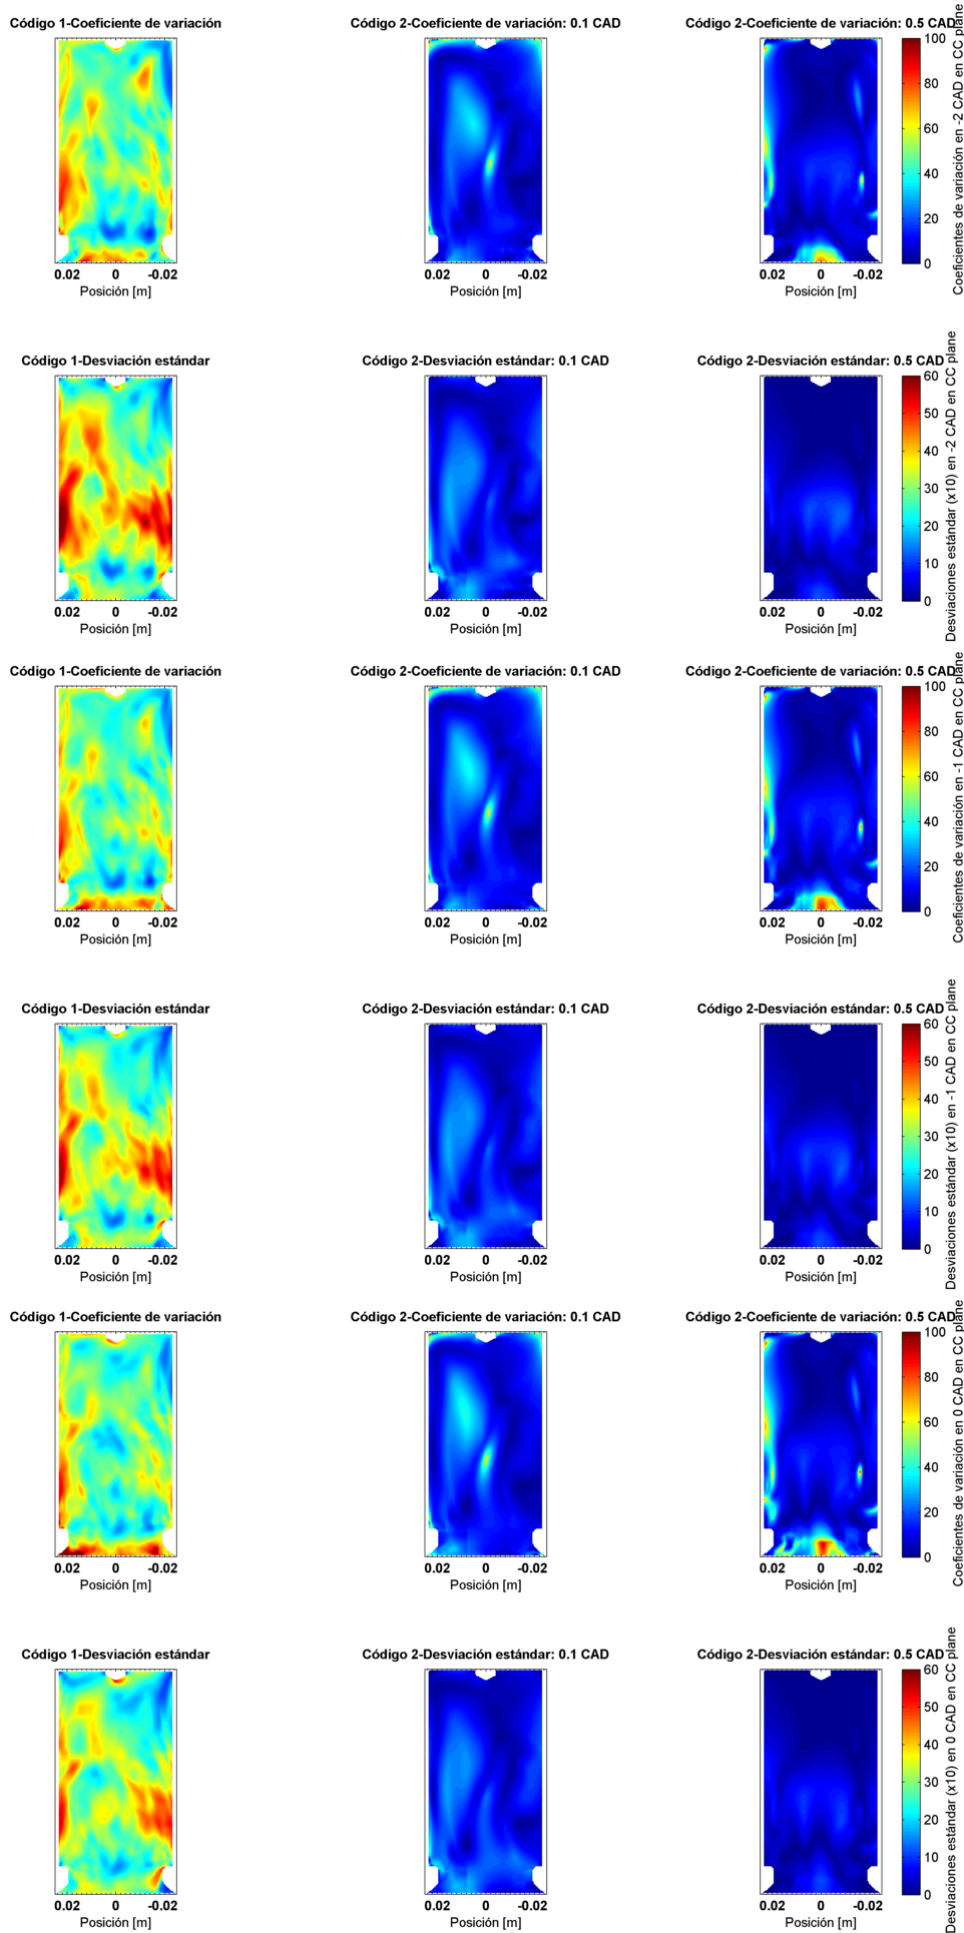 Código 1-Coeficiente de variación
Código 2-Coeficiente de variación: 0.1 CAD
Código 2-Coeficiente de variación: 0.5 CAD
0.02 0 -0.02
Posición [m]
0.02 0 -0.02
Posición [m]
0.02 0 -0.02
Posición [m]
100
80
60
40
20
0
Coeficientes de variación en -2 CAD en CC plane
Código 1-Desviación estándar
Código 2-Desviación estándar: 0.1 CAD
Código 2-Desviación estándar: 0.5 CAD
0.02 0 -0.02
Posición [m]
0.02 0 -0.02
Posición [m]
0.02 0 -0.02
Posición [m]
60
50
40
30
20
10
0
Desviaciones estándar (x10) en -2 CAD en CC plane
Código 1-Coeficiente de variación
Código 2-Coeficiente de variación: 0.1 CAD
Código 2-Coeficiente de variación: 0.5 CAD
0.02 0 -0.02
Posición [m]
0.02 0 -0.02
Posición [m]
0.02 0 -0.02
Posición [m]
100
80
60
40
20
0
Coeficientes de variación en -1 CAD en CC plane
Código 1-Desviación estándar
Código 2-Desviación estándar: 0.1 CAD
Código 2-Desviación estándar: 0.5 CAD
0.02 0 -0.02
Posición [m]
0.02 0 -0.02
Posición [m]
0.02 0 -0.02
Posición [m]
60
50
40
30
20
10
0
Desviaciones estándar (x10) en -1 CAD en CC plane
Código 1-Coeficiente de variación
Código 2-Coeficiente de variación: 0.1 CAD
Código 2-Coeficiente de variación: 0.5 CAD
0.02 0 -0.02
Posición [m]
0.02 0 -0.02
Posición [m]
0.02 0 -0.02
Posición [m]
100
80
60
40
20
0
Coeficientes de variación en 0 CAD en CC plane
Código 1-Desviación estándar
Código 2-Desviación estándar: 0.1 CAD
Código 2-Desviación estándar: 0.5 CAD
0.02 0 -0.02
Posición [m]
0.02 0 -0.02
Posición [m]
0.02 0 -0.02
Posición [m]
60
50
40
30
20
10
0
Desviaciones estándar (x10) en 0 CAD en CC plane